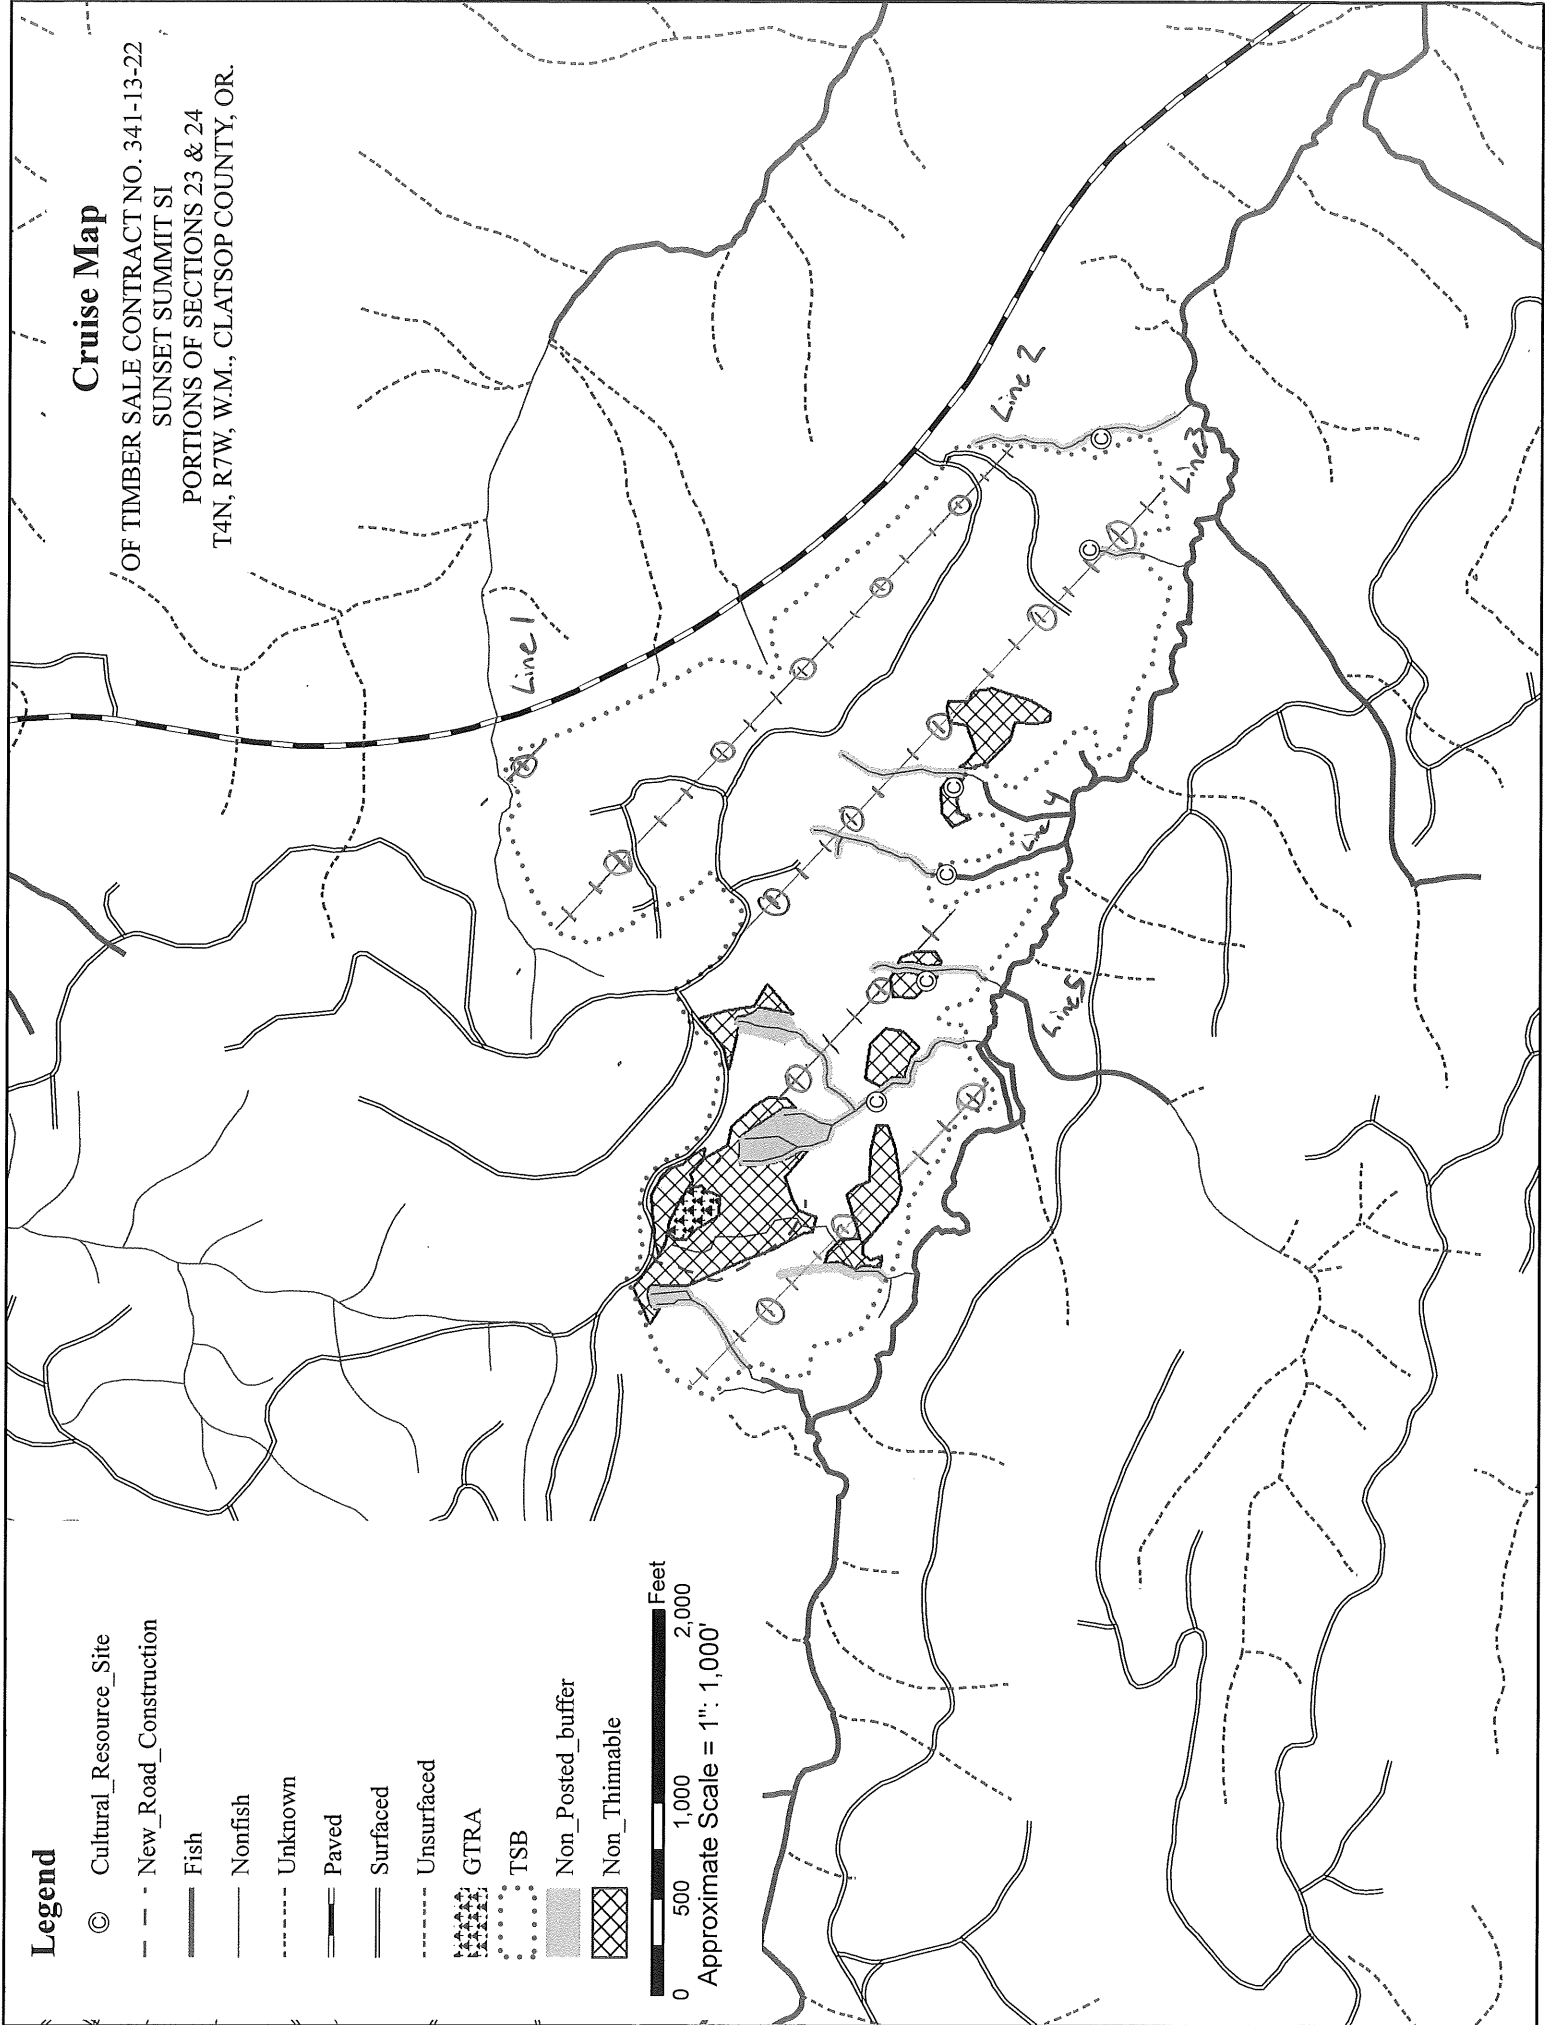 Cruise Map
OF TIMBER SALE CONTRACT NO. 341-13-22
SUNSET SUMMIT SI
PORTIONS OF SECTIONS 23 & 24
T4N, R7W, W.M., CLATSOP COUNTY, OR.
Line 1
Line 2
Line 3
Line 4
Line 5
C
C
C
C
C
C
Legend
© Cultural_Resource_Site
New_Road_Construction
Fish
Nonfish
Unknown
Paved
Surfaced
Unsurfaced
GTRA
TSB
Non_Posted_buffer
Non_Thinnable
Feet
0 500 1,000 2,000
Approximate Scale = 1": 1,000'